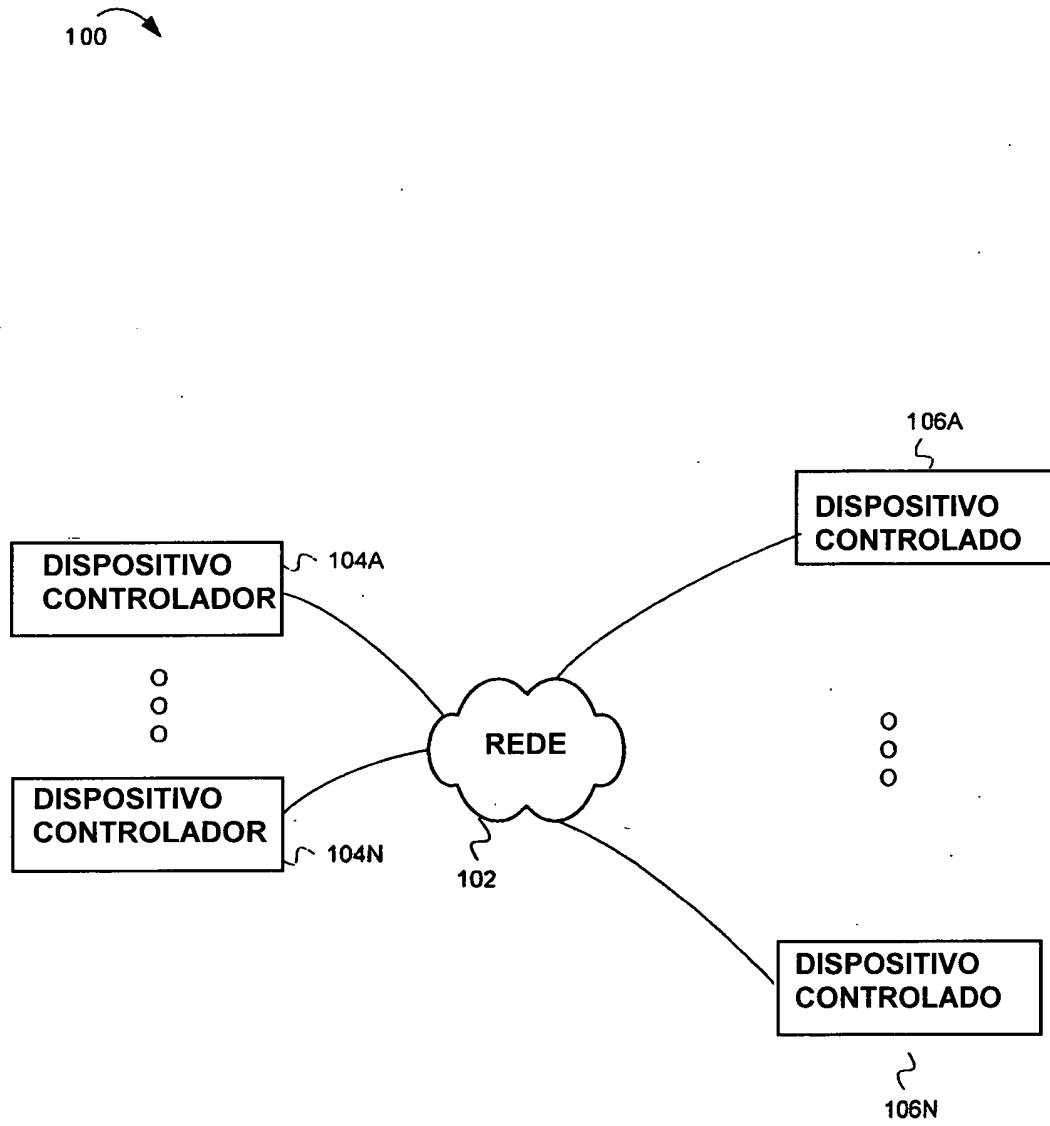 100
106A
DISPOSITIVO
CONTROLADO
DISPOSITIVO
CONTROLADOR
104A
REDE
102
DISPOSITIVO
CONTROLADOR
104N
DISPOSITIVO
CONTROLADO
106N